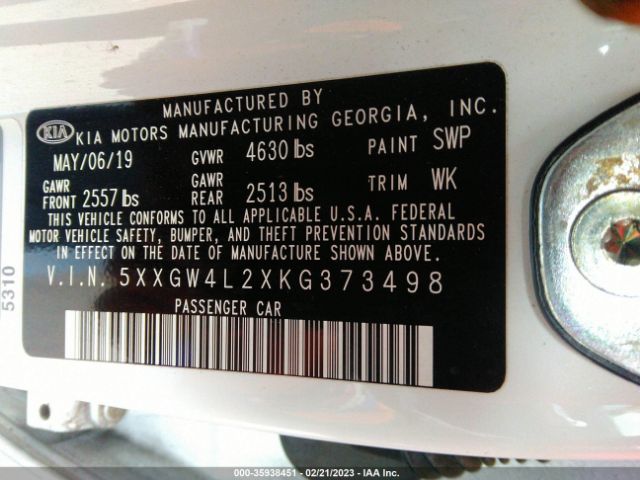 MANUFACTURED BY
KIA KIA MOTORS MANUFACTURING GEORGIA, INC.
MAY/06/19 GVWR 4630 lbs PAINT SWP
GAWR FRONT 2557 lbs GAWR REAR 2513 lbs TRIM WK
THIS VEHICLE CONFORMS TO ALL APPLICABLE U.S.A. FEDERAL
MOTOR VEHICLE SAFETY, BUMPER, AND THEFT PREVENTION STANDARDS
IN EFFECT ON THE DATE OF MANUFACTURE SHOWN ABOVE.
V.I.N. 5XXGW4L2XKG373498
PASSENGER CAR
5310
000-35938451 - 02/21/2023 - IAA Inc.